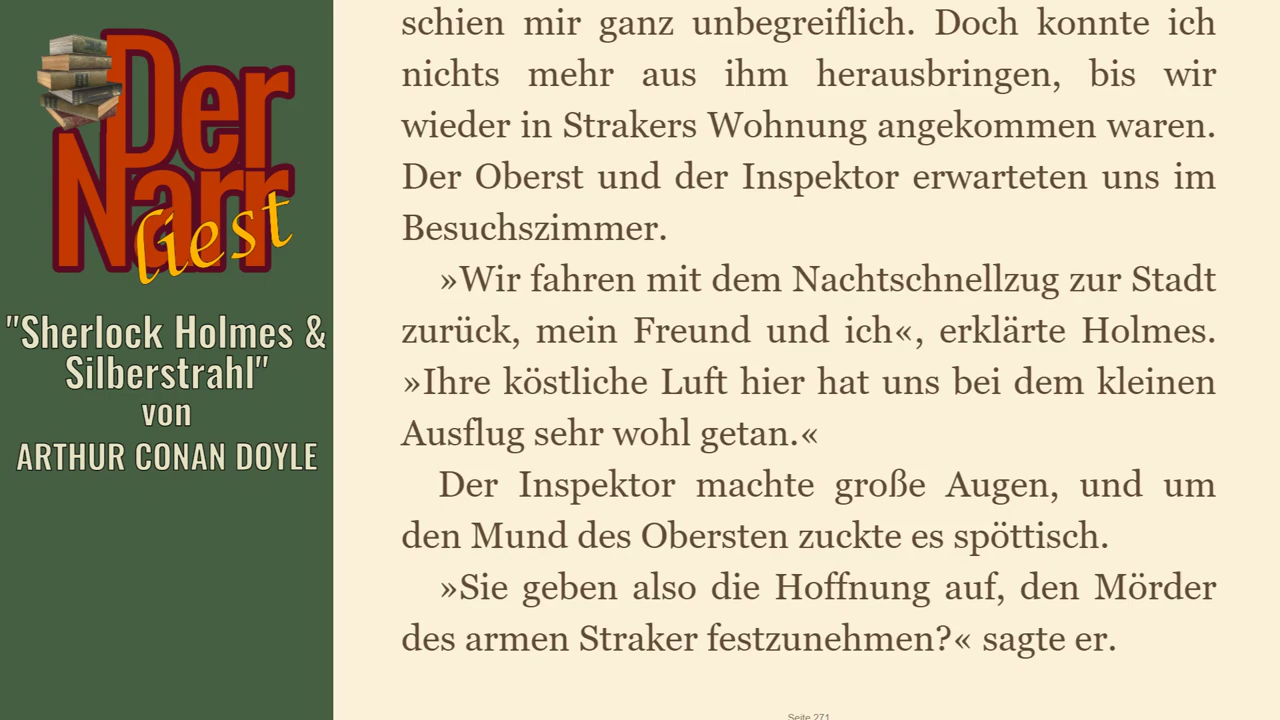 Der
Narr
liest
"Sherlock Holmes &
Silberstrahl"
von
ARTHUR CONAN DOYLE
schien mir ganz unbegreiflich. Doch konnte ich
nichts mehr aus ihm herausbringen, bis wir
wieder in Strakers Wohnung angekommen waren.
Der Oberst und der Inspektor erwarteten uns im
Besuchszimmer.
»Wir fahren mit dem Nachtschnellzug zur Stadt
zurück, mein Freund und ich«, erklärte Holmes.
»Ihre köstliche Luft hier hat uns bei dem kleinen
Ausflug sehr wohl getan.«
Der Inspektor machte große Augen, und um
den Mund des Obersten zuckte es spöttisch.
»Sie geben also die Hoffnung auf, den Mörder
des armen Straker festzunehmen?« sagte er.
Seite 271